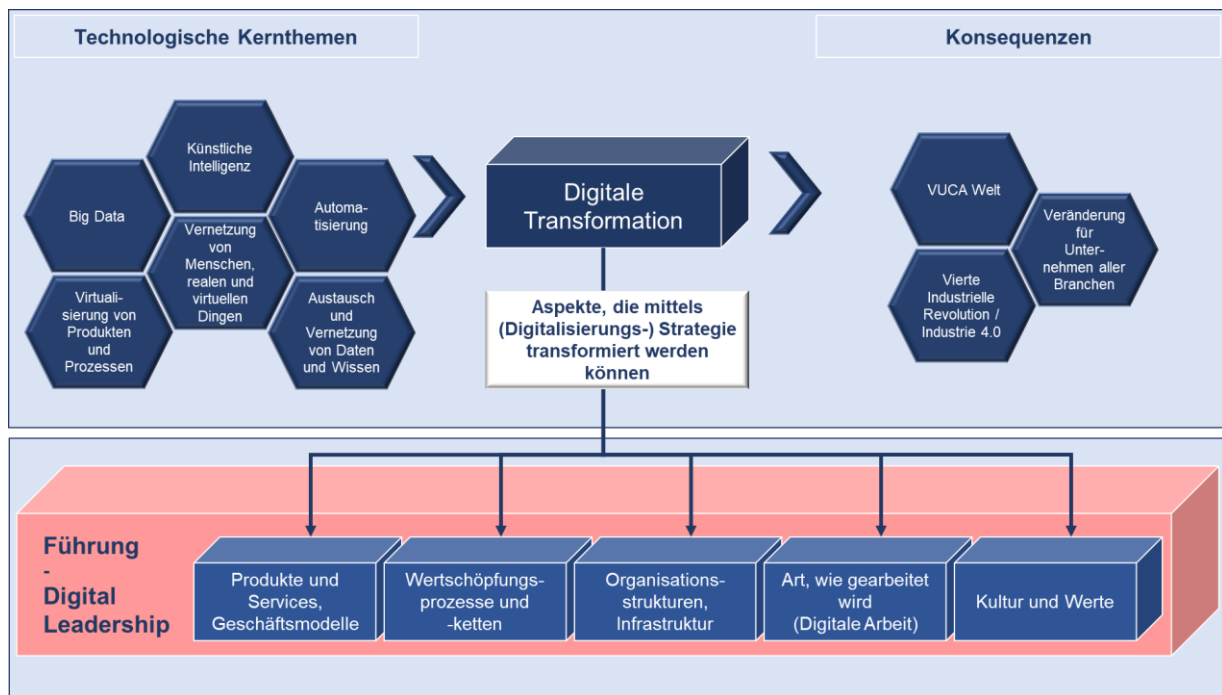 Technologische Kernthemen
Konsequenzen
Künstliche
Intelligenz
Big Data
Automa-
tisierung
Vernetzung
von
Menschen,
realen und
virtuellen
Dingen
Virtuali-
sierung von
Produkten
und
Prozessen
Austausch
und
Vernetzung
von Daten
und Wissen
Digitale
Transformation
VUCA Welt
Veränderung
für
Unter-
nehmen aller
Branchen
Vierte
Industrielle
Revolution /
Industrie 4.0
Aspekte, die mittels
(Digitalisierungs-) Strategie
transformiert werden
können
Führung
-
Digital
Leadership
Produkte und
Services,
Geschäftsmodelle
Wertschöpfungs-
prozesse und
-ketten
Organisations-
strukturen,
Infrastruktur
Art, wie gearbeitet
wird
(Digitale Arbeit)
Kultur und Werte